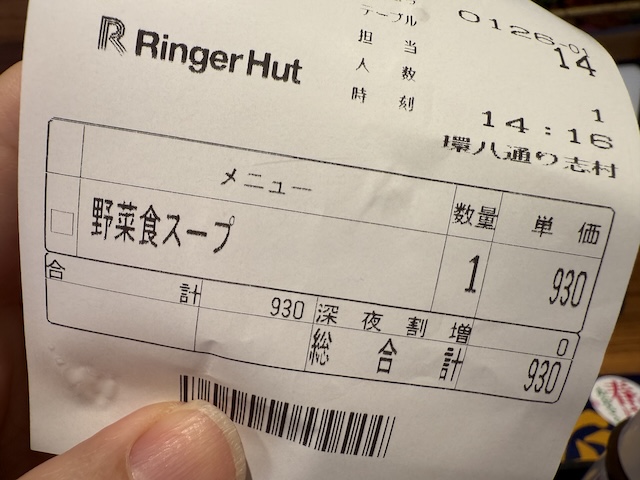 0126-01
テーブル 14
担当
人数 1
時刻 14:16
Ringer Hut
環八通り志村
メニュー 数量 単価
野菜食スープ 1 930
合計 930 深夜割増 0
総合計 930